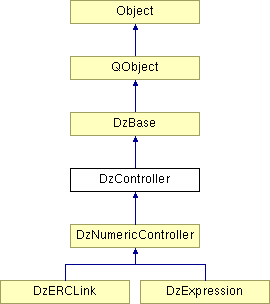 Object
QObject
DzBase
DzController
DzNumericController
DzERCLink
DzExpression